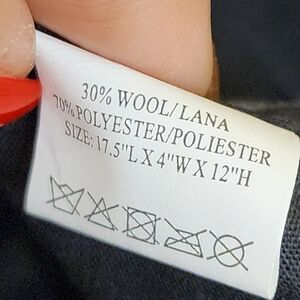 30% WOOL/LANA
70%POLYESTER/POLIESTER
SIZE: 17.5"L X 4"W X 12"H